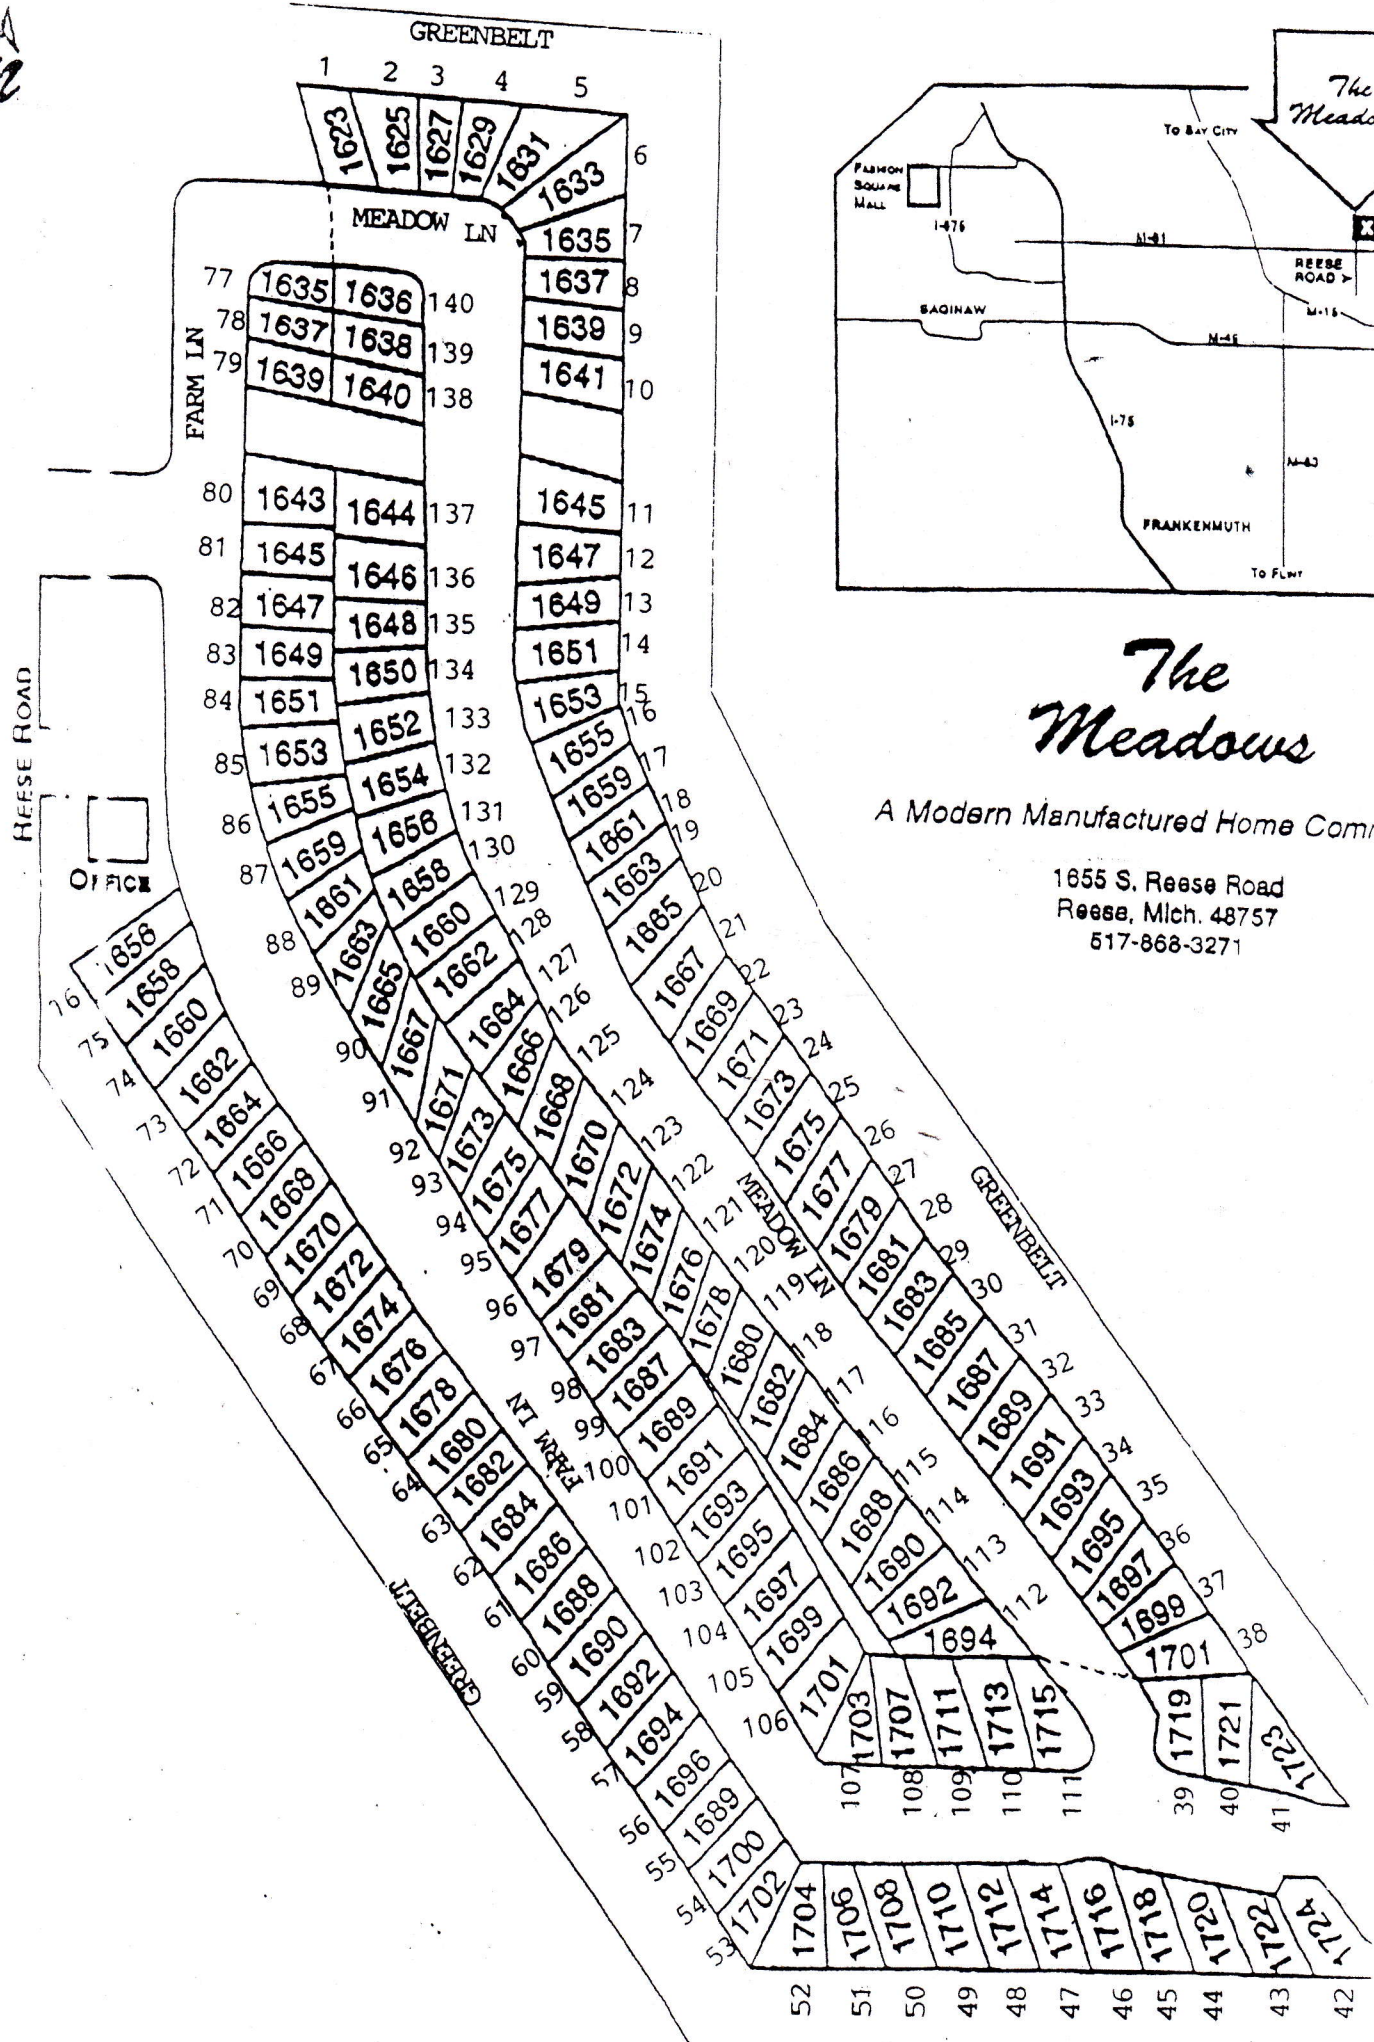 GREENBELT
1 2 3 4 5
1623 1625 1627 1629 1631
1633 6
MEADOW LN
1635 7
1637 8
1639 9
1641 10
77 1635 1636 140
78 1637 1638 139
79 1639 1640 138
FARM LN
80 1643 1644 137
1645 11
81 1645 1646 136
1647 12
82 1647 1648 135
1649 13
83 1649 1650 134
1651 14
84 1651 1652 133
1653 15
85 1653 1654 132
1655 16
86 1655 1656 131
1659 17
87 1659 1658 130
1661 18
88 1661 1660 129
1663 19
89 1663 1662 128
1665 20
90 1665 1664 127
1667 21
91 1667 1666 126
1669 22
92 1671 1668 125
1671 23
93 1673 1670 124
1673 24
94 1675 1672 123
1675 25
95 1677 1674 122
1677 26
96 1679 1676 121
1679 27
97 1681 1678 120
1681 28
98 1683 1680 119
1683 29
99 1687 1682 118
1685 30
100 1689 1684 117
1687 31
101 1691 1686 116
1689 32
102 1693 1688 115
1691 33
103 1695 1690 114
1693 34
104 1697 1692 113
1695 35
105 1699 1694 112
1697 36
106 1701
1699 37
1701 38
MEADOW LN
GREENBELT
REESE ROAD
OFFICE
76 1656
75 1658
74 1660
73 1662
72 1664
71 1666
70 1668
69 1670
68 1672
67 1674
66 1676
65 1678
64 1680
63 1682
62 1684
61 1686
60 1688
59 1690
58 1692
57 1694
56 1696
55 1689
54 1700
53 1702
FARM LN
GREENBELT
1703 1707 1711 1713 1715
107 108 109 110 111
1719 1721 1723
39 40 41
1704 1706 1708 1710 1712 1714 1716 1718 1720 1722 1724
52 51 50 49 48 47 46 45 44 43 42
The
TO BAY CITY
FASHION
SQUARE
MALL
I-675
M-81
X
REESE
ROAD
SAGINAW
M-15
M-46
I-75
M-83
FRANKENMUTH
TO FLINT
The
Meadows
A Modern Manufactured Home
1655 S. Reese Road
Reese, Mich. 48757
517-868-3271